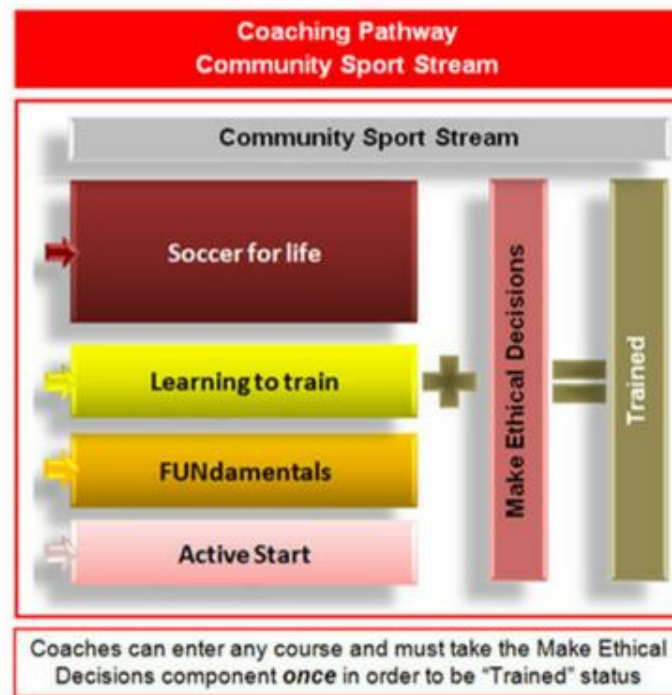 Coaching Pathway
Community Sport Stream
Community Sport Stream
Soccer for life
Learning to train
FUNdamentals
Active Start
Make Ethical Decisions
Trained
Coaches can enter any course and must take the Make Ethical
Decisions component once in order to be “Trained” status